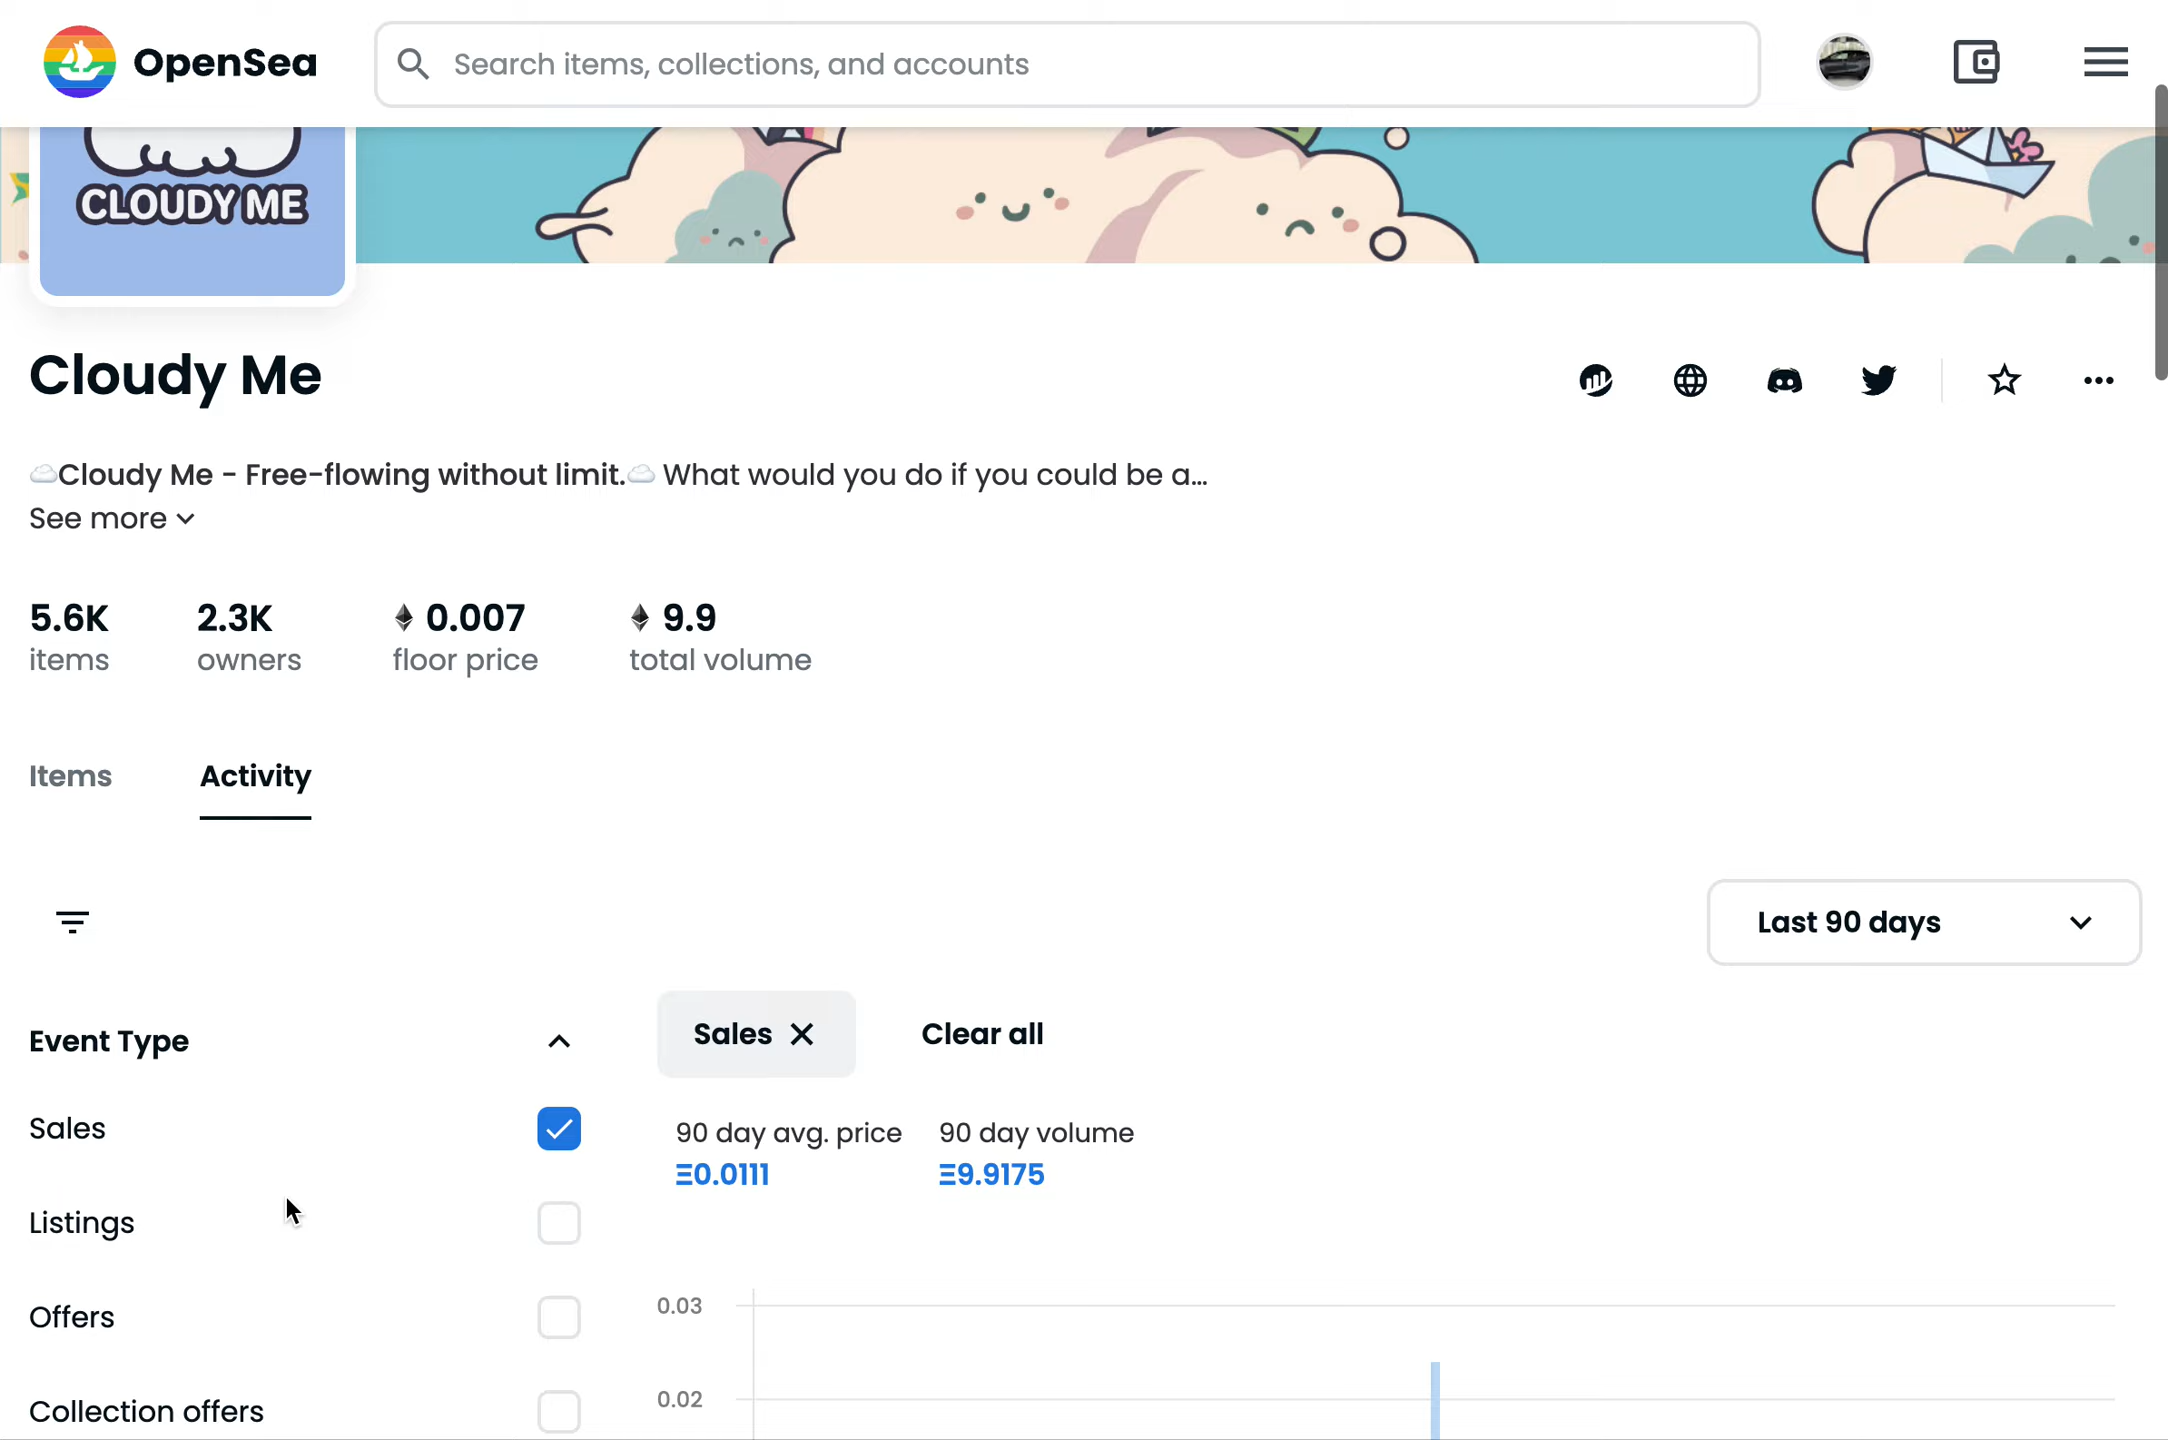 OpenSea
Search items, collections, and accounts
CLOUDY ME
Cloudy Me
☁️Cloudy Me - Free-flowing without limit.☁️ What would you do if you could be a...
See more
5.6K 2.3K 0.007 9.9
items owners floor price total volume
Items Activity
Last 90 days
Event Type
Sales Clear all
Sales
90 day avg. price 90 day volume
Ξ0.0111 Ξ9.9175
Listings
0.03
Offers
0.02
Collection offers